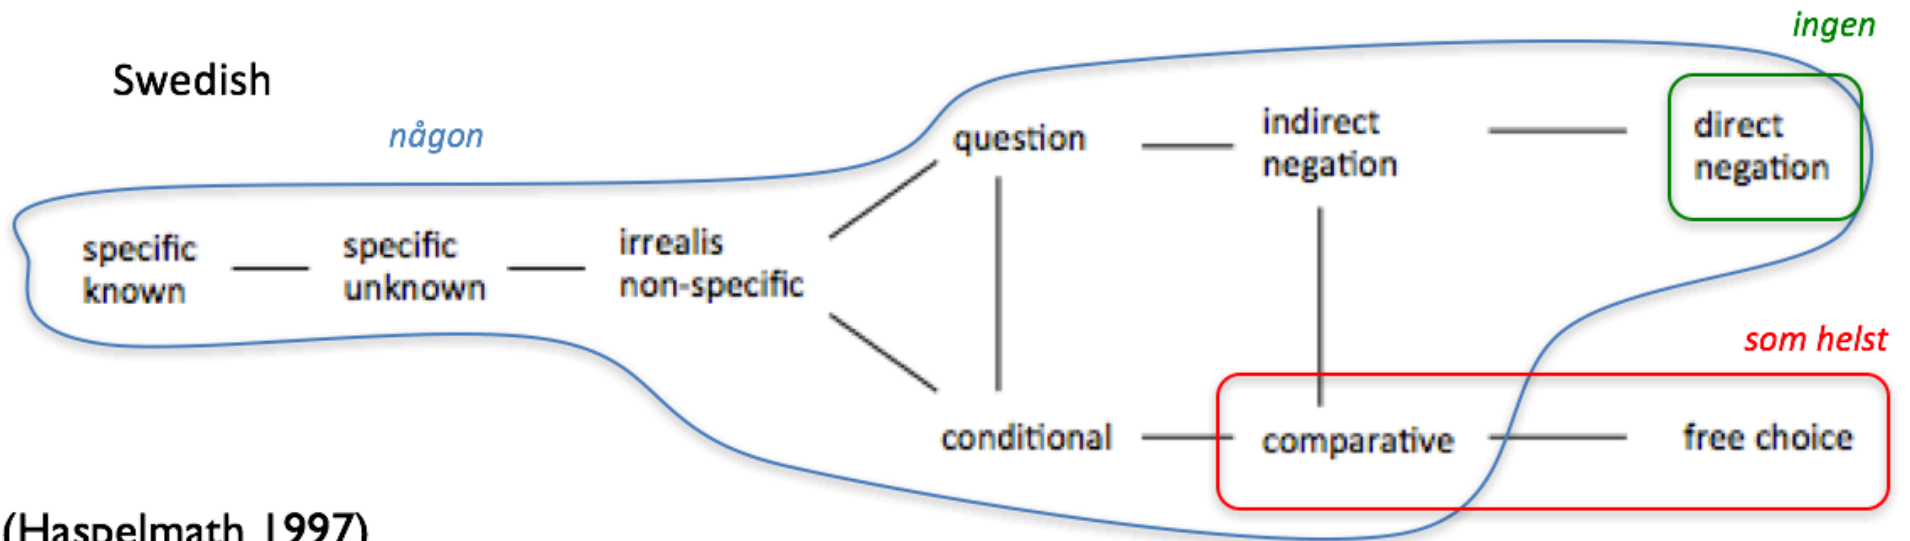 ingen
Swedish
någon
question
indirect
negation
direct
negation
specific
known
specific
unknown
irrealis
non-specific
som helst
conditional
comparative
free choice
(Haspelmath 1997)